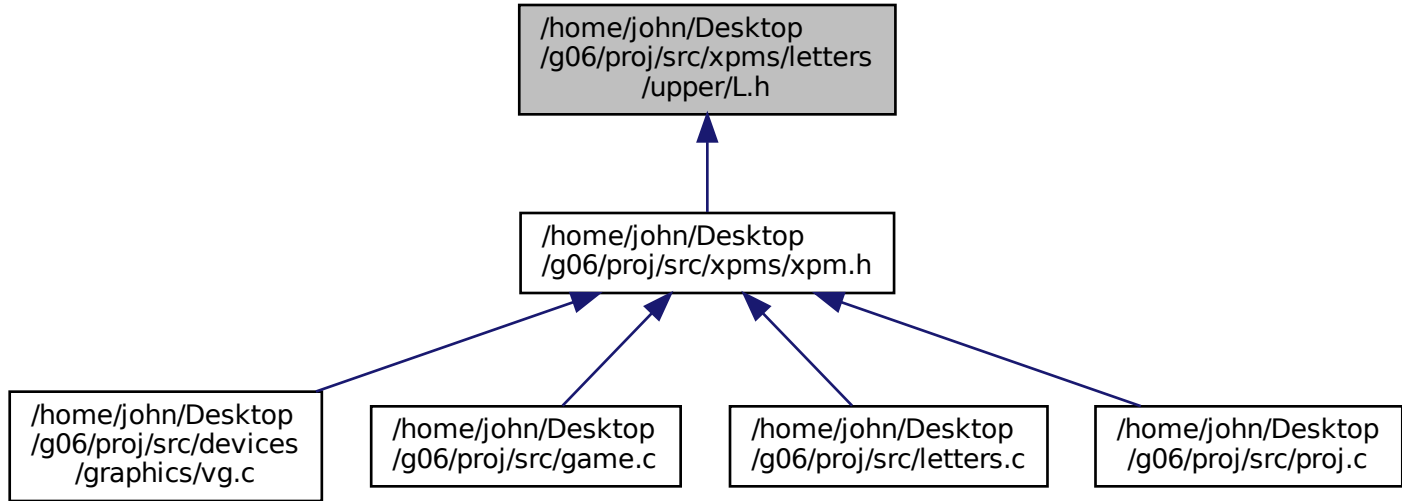 /home/john/Desktop
/g06/proj/src/xpms/letters
/upper/L.h
/home/john/Desktop
/g06/proj/src/xpms/xpm.h
/home/john/Desktop
/g06/proj/src/devices
/graphics/vg.c
/home/john/Desktop
/g06/proj/src/game.c
/home/john/Desktop
/g06/proj/src/letters.c
/home/john/Desktop
/g06/proj/src/proj.c